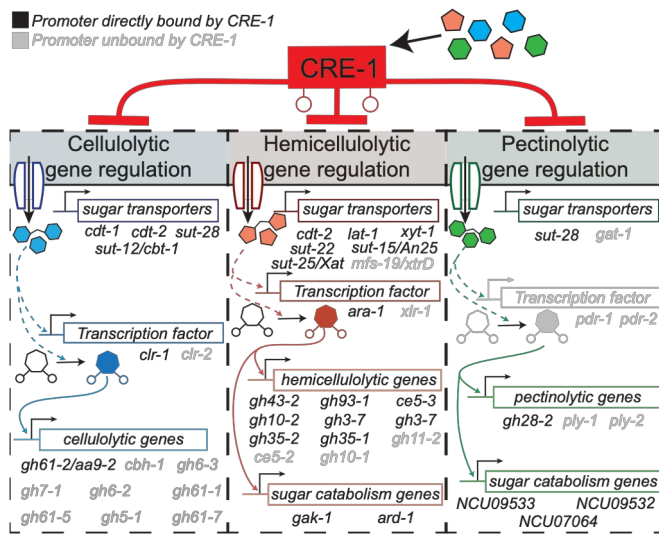 Promoter directly bound by CRE-1
Promoter unbound by CRE-1
CRE-1
Cellulolytic
gene regulation
sugar transporters
cdt-1 cdt-2 sut-28
sut-12/cbt-1
Transcription factor
clr-1 clr-2
cellulolytic genes
gh61-2/aa9-2 cbh-1 gh6-3
gh7-1 gh6-2 gh61-1
gh61-5 gh5-1 gh61-7
Hemicellulolytic
gene regulation
sugar transporters
cdt-2 lat-1 xyt-1
sut-22 sut-15/An25
sut-25/Xat mfs-19/xtrD
Transcription factor
ara-1 xlr-1
hemicellulolytic genes
gh43-2 gh93-1 ce5-3
gh10-2 gh3-7 gh3-7
gh35-2 gh35-1 gh11-2
ce5-2 gh10-1
sugar catabolism genes
gak-1 ard-1
Pectinolytic
gene regulation
sugar transporters
sut-28 gat-1
Transcription factor
pdr-1 pdr-2
pectinolytic genes
gh28-2 ply-1 ply-2
sugar catabolism genes
NCU09533 NCU09532
NCU07064